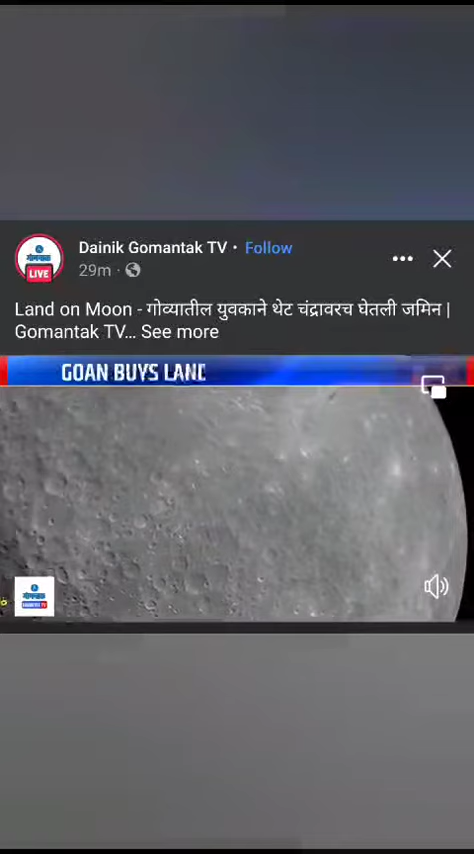 Dainik Gomantak TV • Follow
29m ·
LIVE
Land on Moon - गोव्यातील युवकाने थेट चंद्रावरच घेतली जमिन |
Gomantak TV... See more
GOAN BUYS LAND